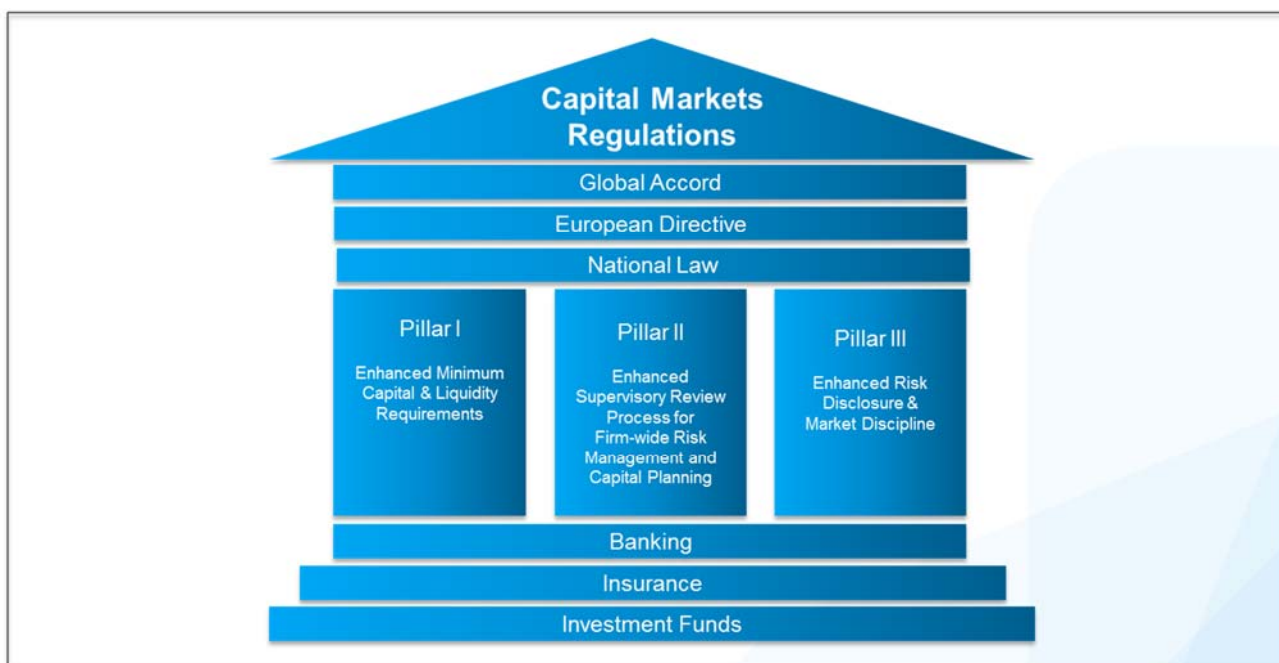 Capital Markets
Regulations
Global Accord
European Directive
National Law
Pillar I
Enhanced Minimum
Capital & Liquidity
Requirements
Pillar II
Enhanced
Supervisory Review
Process for
Firm-wide Risk
Management and
Capital Planning
Pillar III
Enhanced Risk
Disclosure &
Market Discipline
Banking
Insurance
Investment Funds